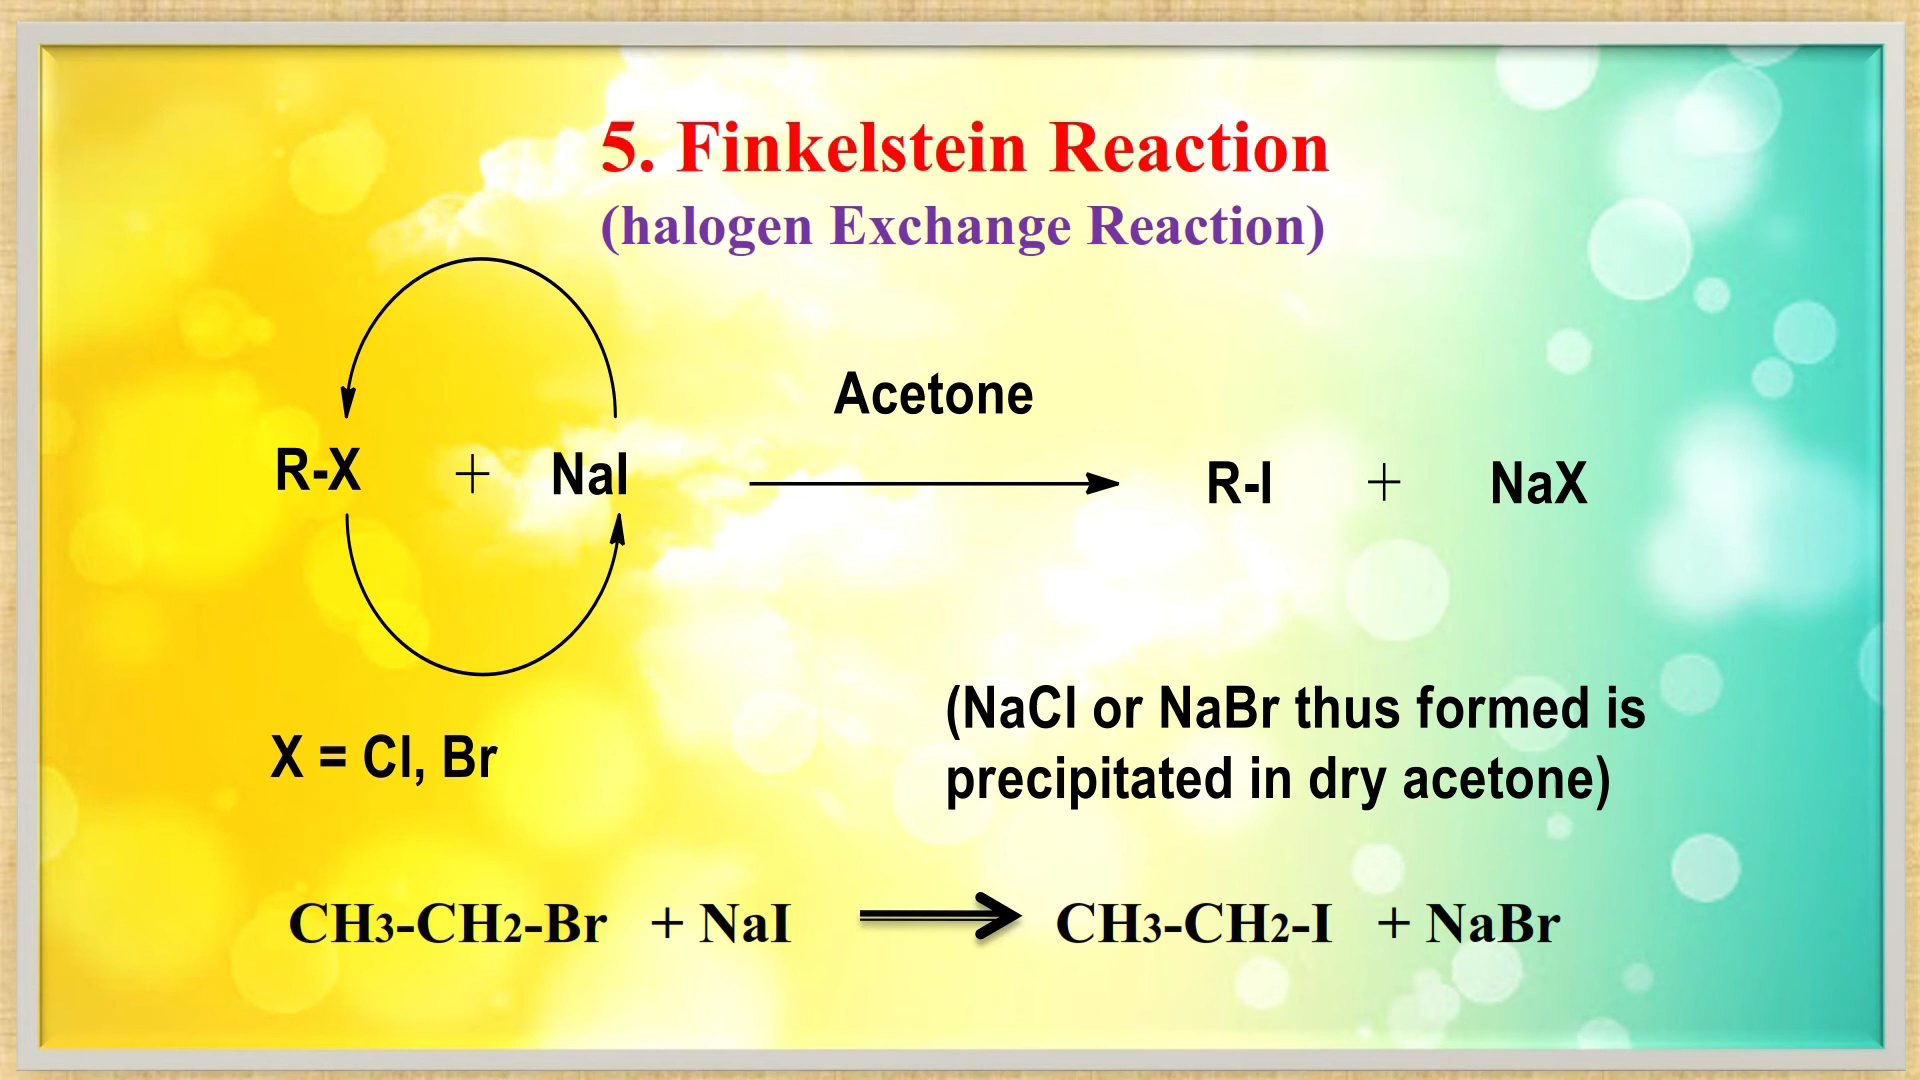 5. Finkelstein Reaction
(halogen Exchange Reaction)
Acetone
R-X + NaI R-I + NaX
X = Cl, Br
(NaCl or NaBr thus formed is
precipitated in dry acetone)
CH3-CH2-Br + NaI CH3-CH2-I + NaBr